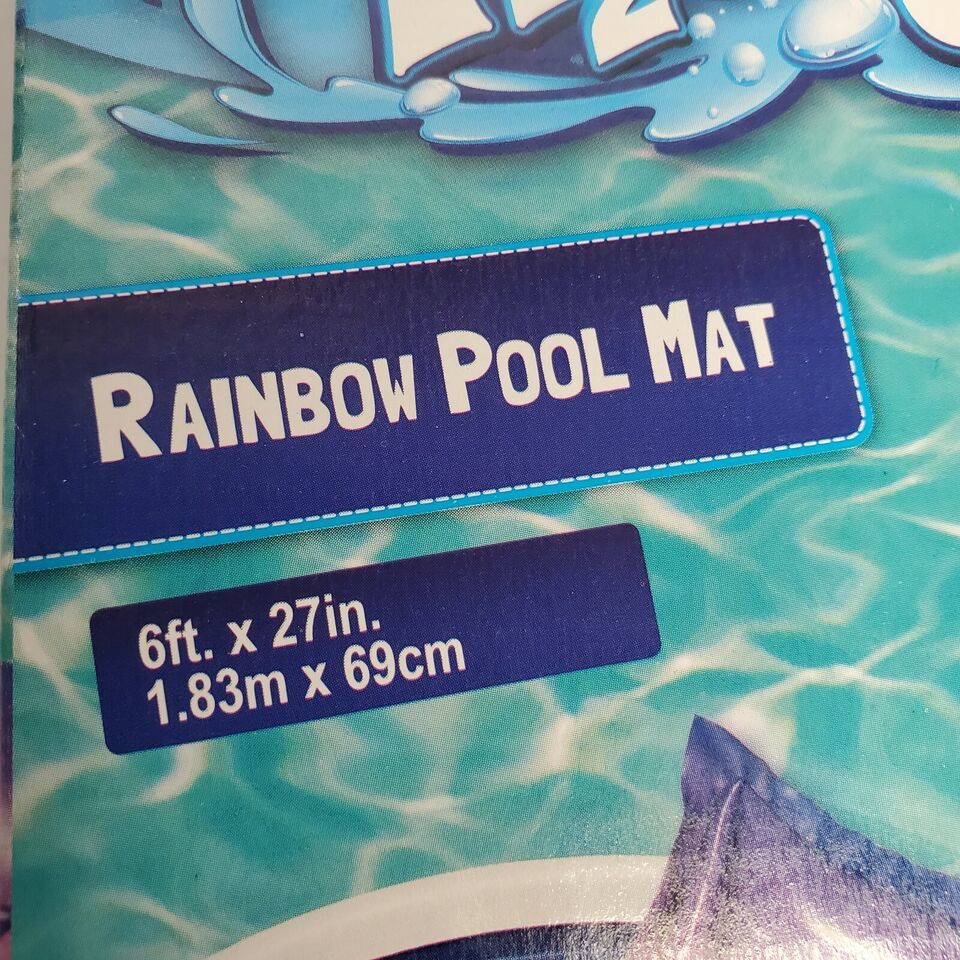 RAINBOW POOL MAT
6ft. x 27in.
1.83m x 69cm